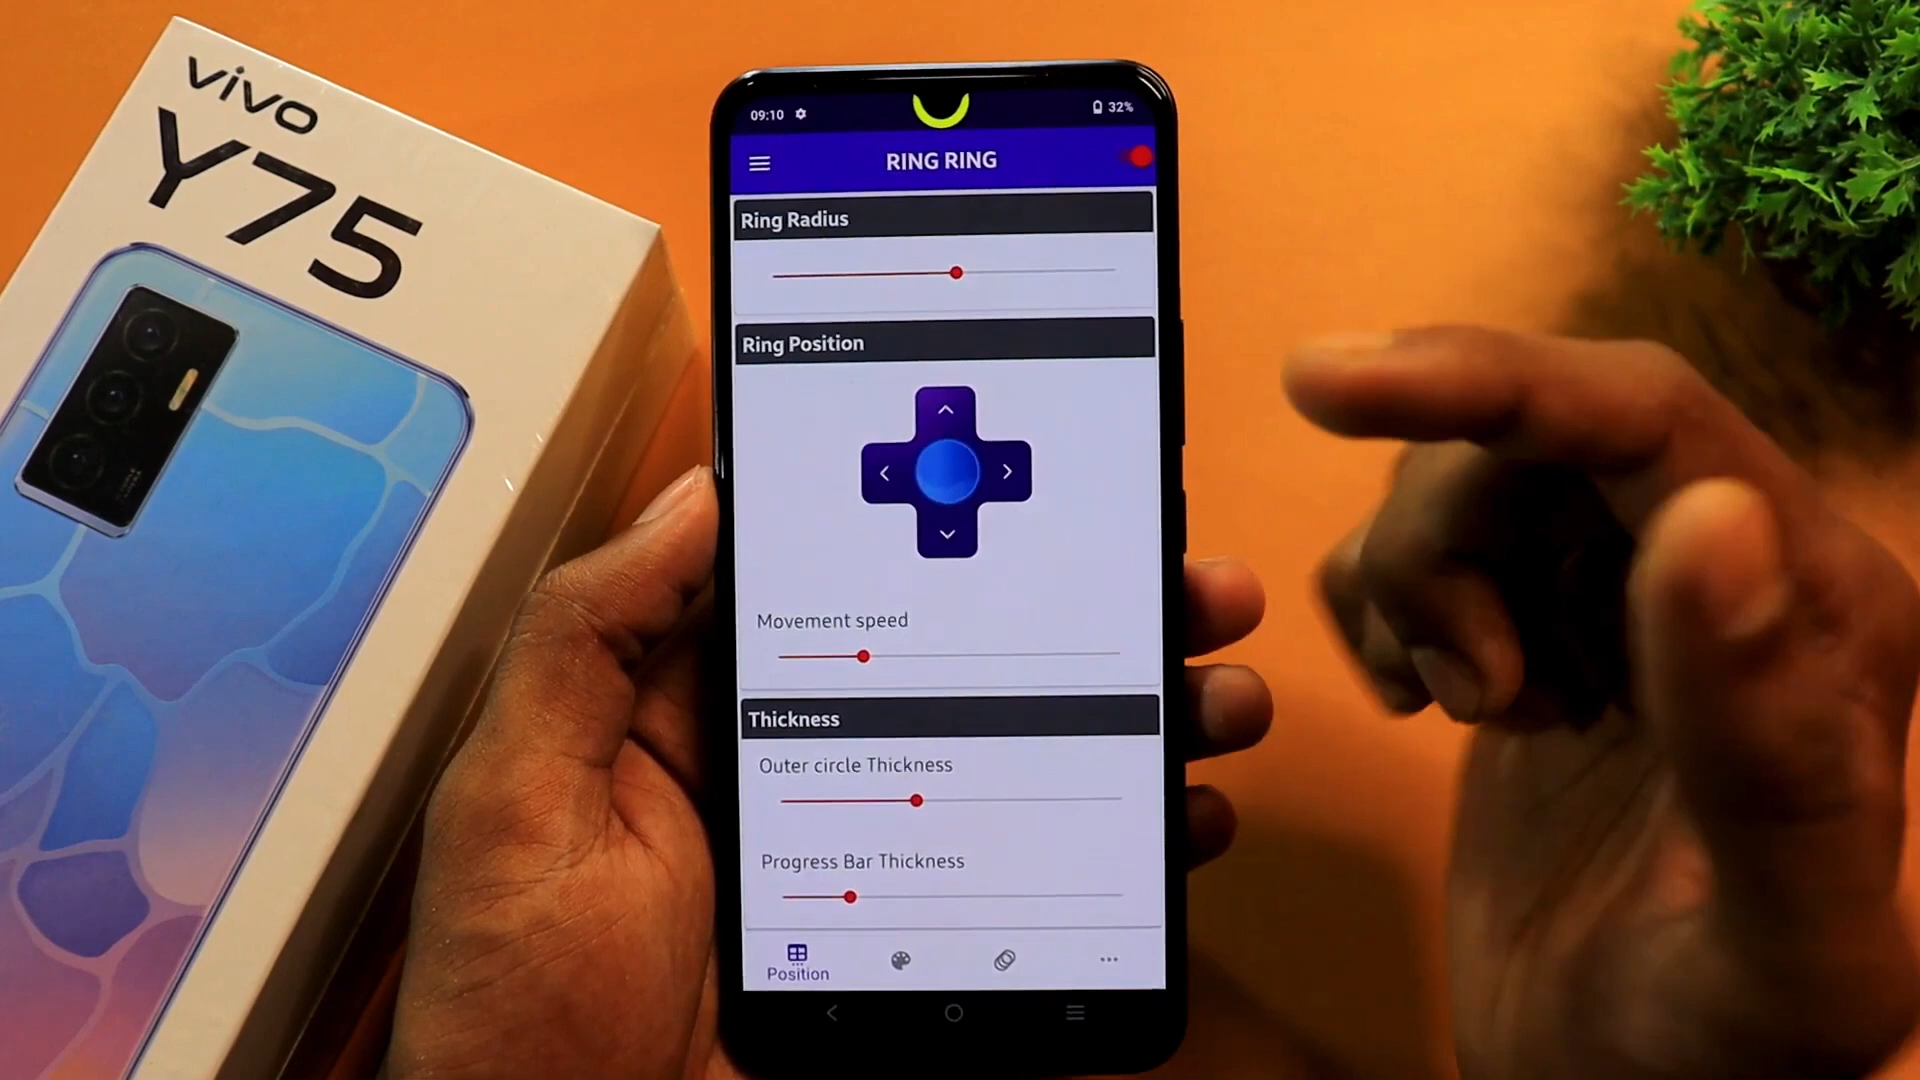 vivo
Y75
09:10
32%
RING RING
Ring Radius
Ring Position
Movement speed
Thickness
Outer circle Thickness
Progress Bar Thickness
Position